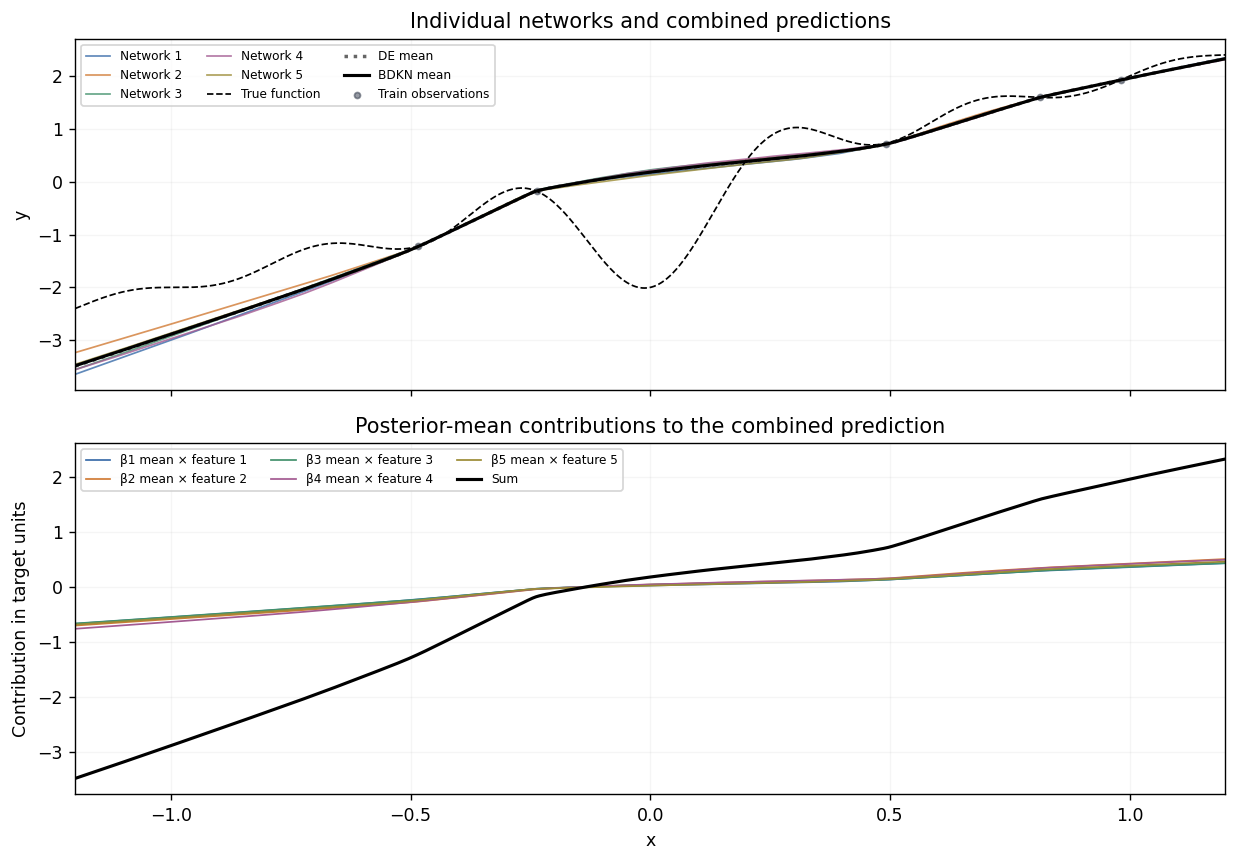 Individual networks and combined predictions
Network 1
Network 2
Network 3
Network 4
Network 5
True function
DE mean
BDKN mean
Train observations
2
1
0
−1
−2
−3
y
Posterior-mean contributions to the combined prediction
β1 mean × feature 1
β2 mean × feature 2
β3 mean × feature 3
β4 mean × feature 4
β5 mean × feature 5
Sum
2
1
0
−1
−2
−3
Contribution in target units
−1.0
−0.5
0.0
0.5
1.0
x